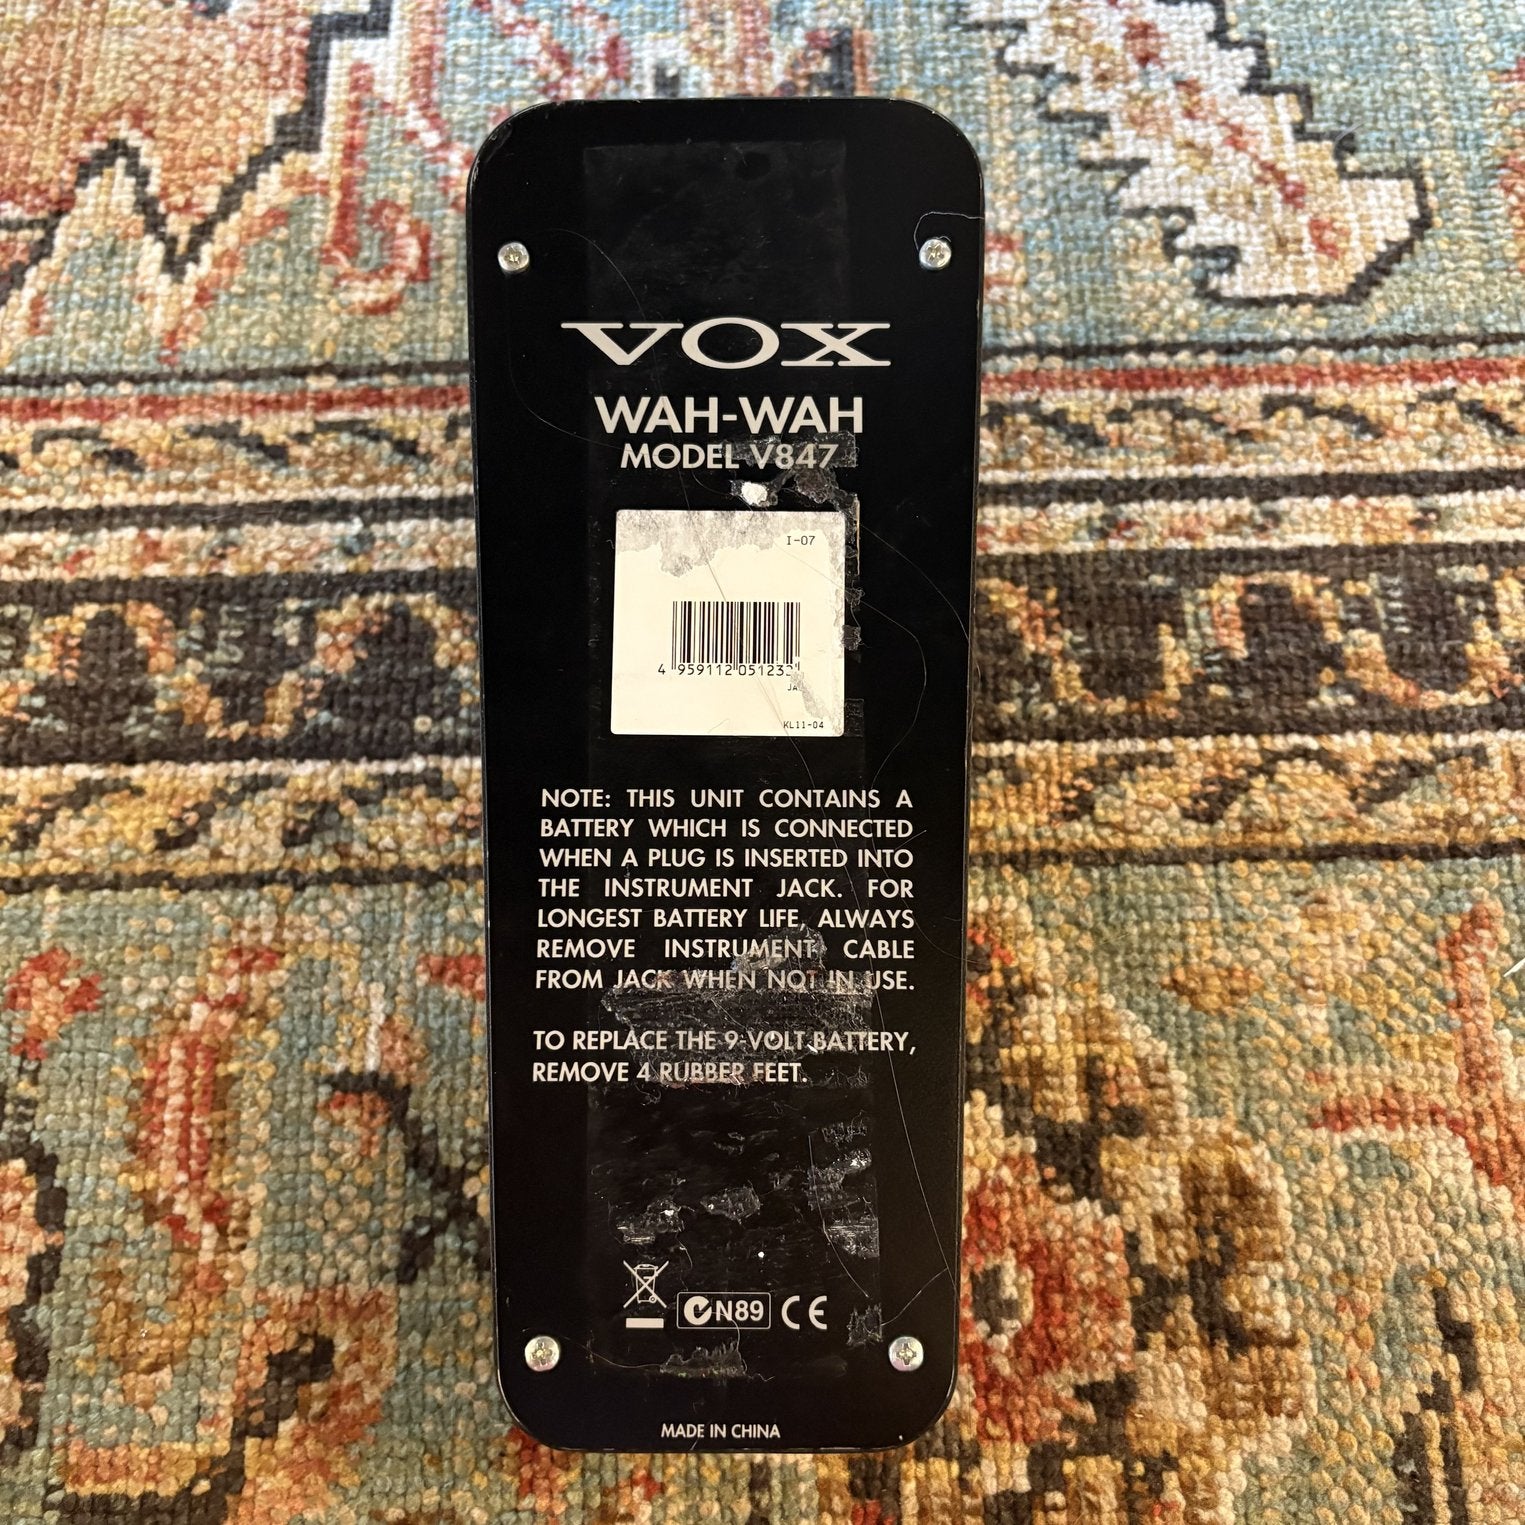 VOX
WAH-WAH
MODEL V847
I-07
4 959112 05123
JA
KL11-04
NOTE: THIS UNIT CONTAINS A
BATTERY WHICH IS CONNECTED
WHEN A PLUG IS INSERTED INTO
THE INSTRUMENT JACK. FOR
LONGEST BATTERY LIFE, ALWAYS
REMOVE INSTRUMENT CABLE
FROM JACK WHEN NOT IN USE.
TO REPLACE THE 9-VOLT BATTERY,
REMOVE 4 RUBBER FEET.
N89 CE
MADE IN CHINA